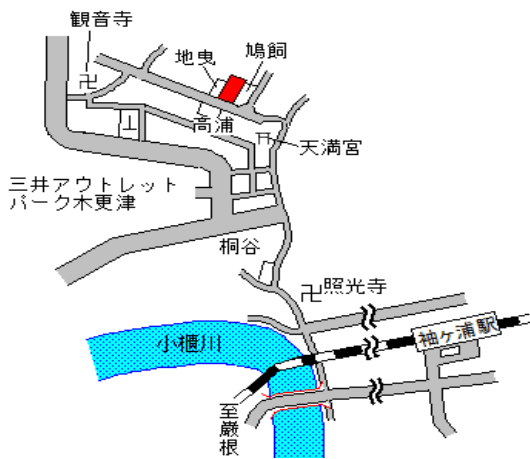 観音寺
地曳
鳩飼
高浦
天満宮
三井アウトレット
パーク木更津
桐谷
照光寺
袖ヶ浦駅
小櫃川
至巌根